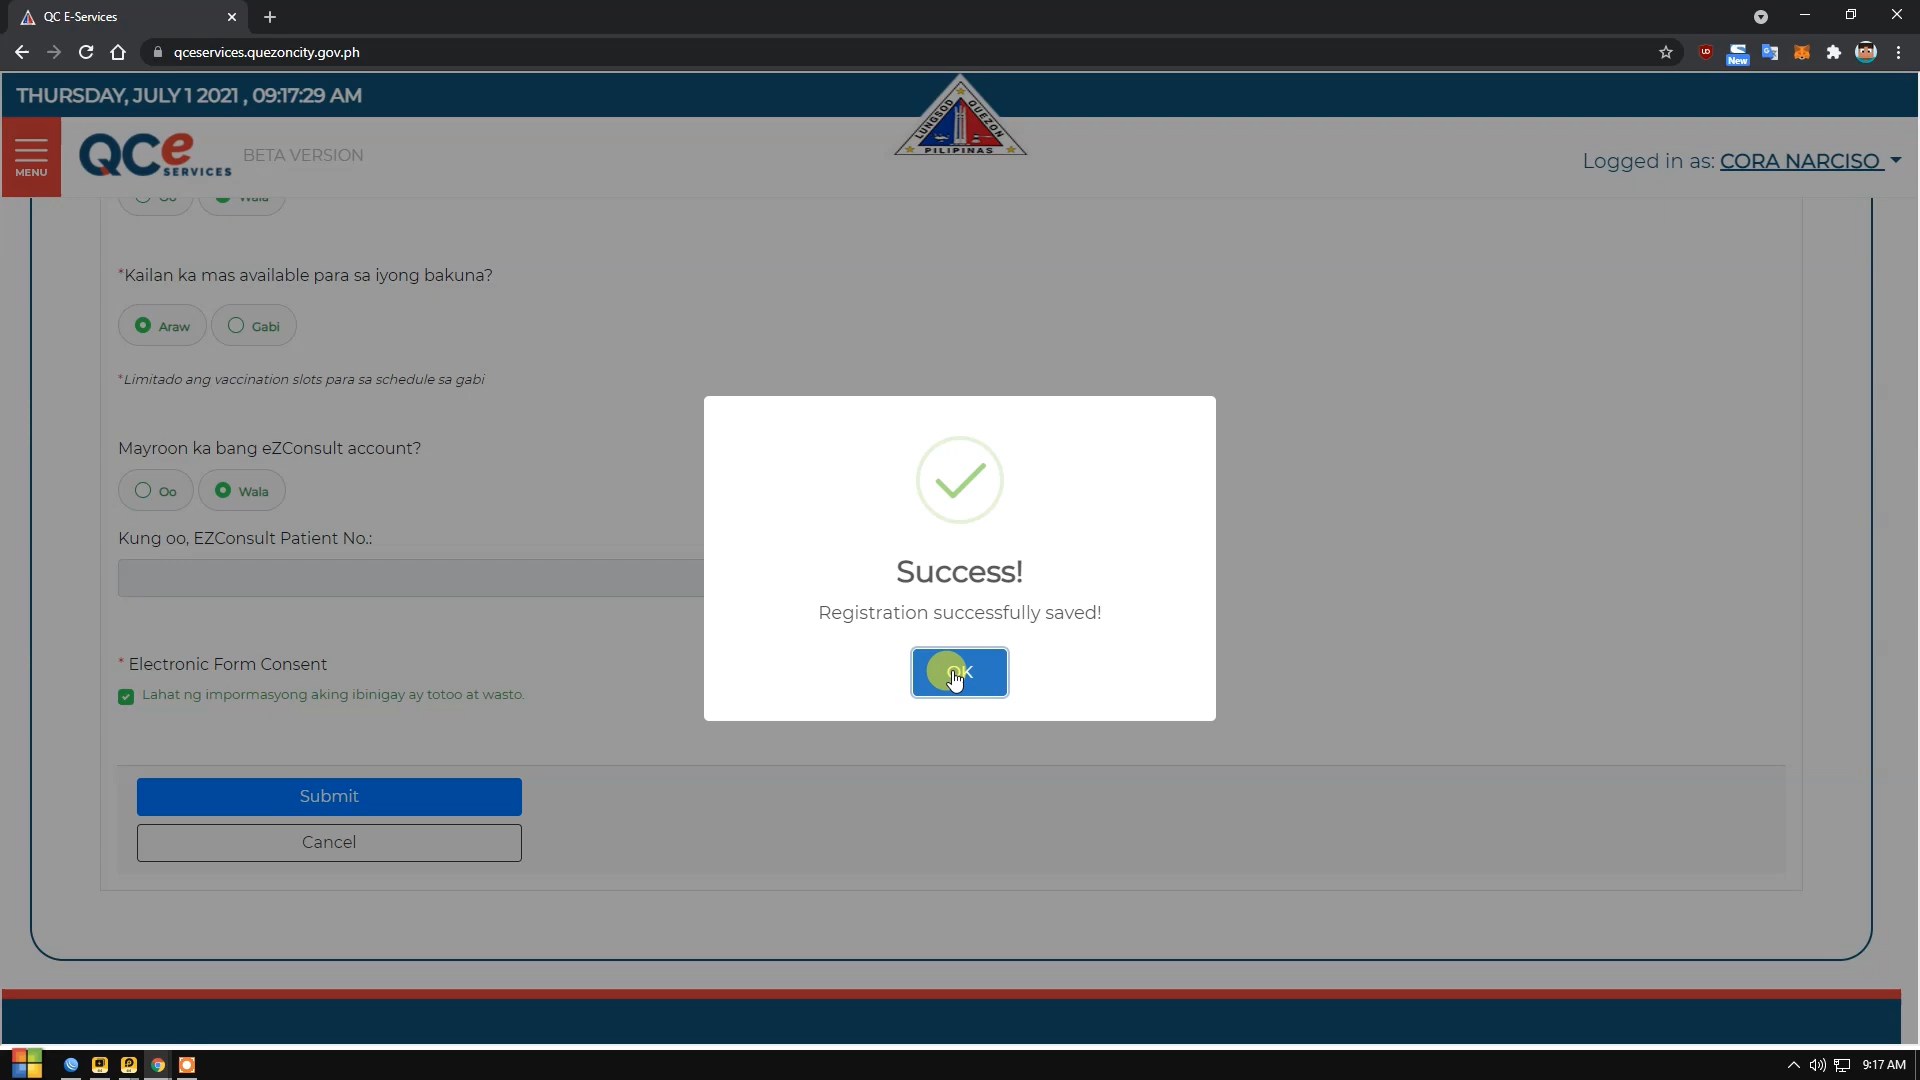 QC E-Services
qceservices.quezoncity.gov.ph
New
THURSDAY, JULY 1 2021 , 09:17:29 AM
LUNGSOD QUEZON
PILIPINAS
MENU
QCe SERVICES
BETA VERSION
Logged in as: CORA NARCISO
Oo Wala
*Kailan ka mas available para sa iyong bakuna?
Araw Gabi
*Limitado ang vaccination slots para sa schedule sa gabi
Mayroon ka bang eZConsult account?
Oo Wala
Kung oo, EZConsult Patient No.:
Success!
Registration successfully saved!
OK
* Electronic Form Consent
Lahat ng impormasyong aking ibinigay ay totoo at wasto.
Submit
Cancel
9:17 AM